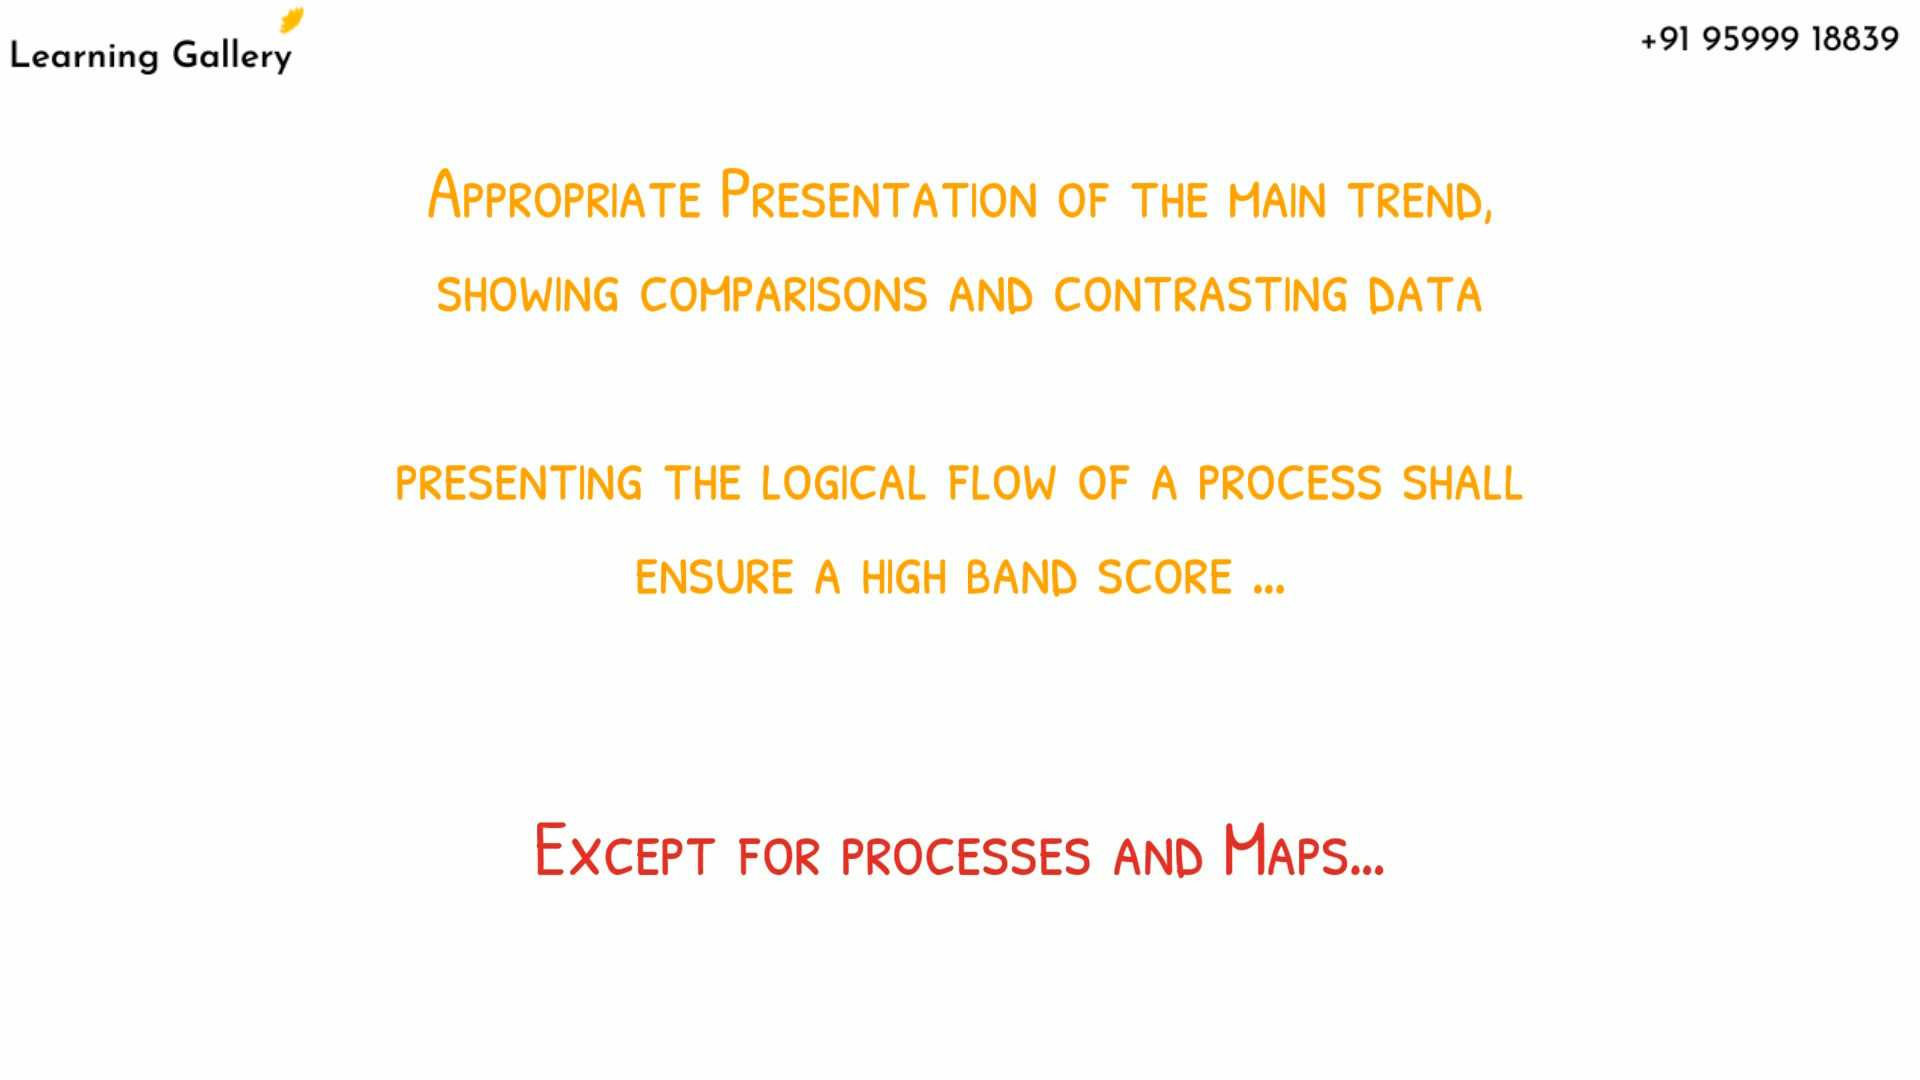 Learning Gallery
+91 95999 18839
Appropriate Presentation of the main trend,
showing comparisons and contrasting data
presenting the logical flow of a process shall
ensure a high band score ...
Except for processes and Maps...